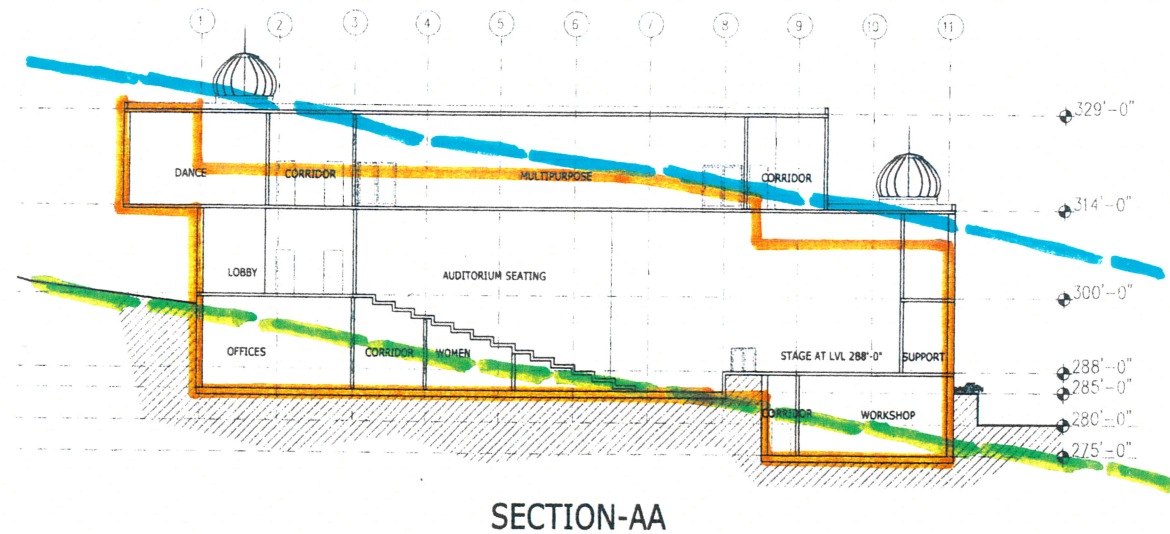 1 2 3 4 5 6 7 8 9 10 11
329'-0"
DANCE CORRIDOR MULTIPURPOSE CORRIDOR
314'-0"
LOBBY AUDITORIUM SEATING
300'-0"
OFFICES CORRIDOR WOMEN STAGE AT LVL 288'-0" SUPPORT
288'-0"
285'-0"
CORRIDOR WORKSHOP
280'-0"
275'-0"
SECTION-AA